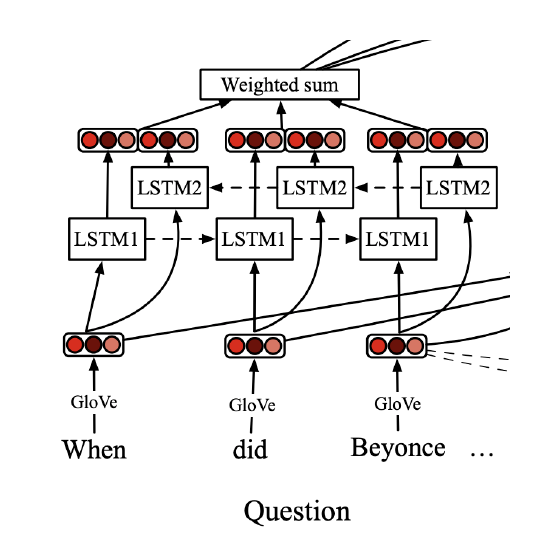 Weighted sum
LSTM2 LSTM2 LSTM2
LSTM1 LSTM1 LSTM1
GloVe GloVe GloVe
When did Beyonce ...
Question